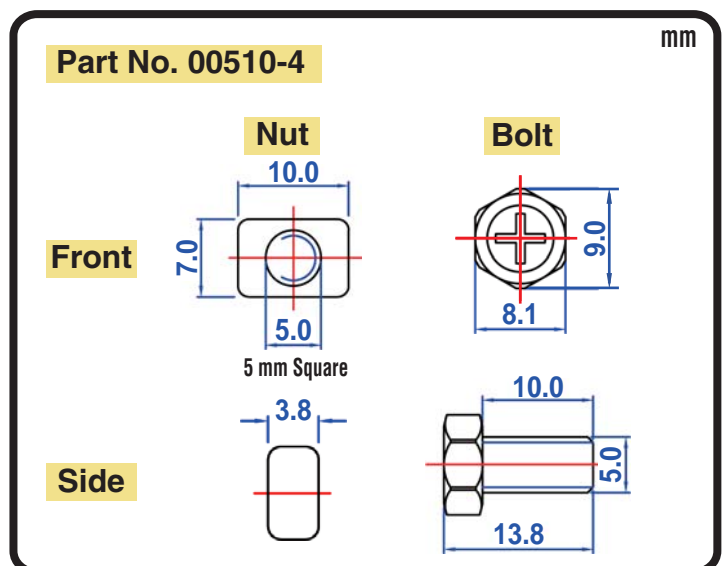 mm
Part No. 00510-4
Nut
Bolt
10.0
Front
7.0
9.0
5.0
8.1
5 mm Square
3.8
10.0
Side
5.0
13.8